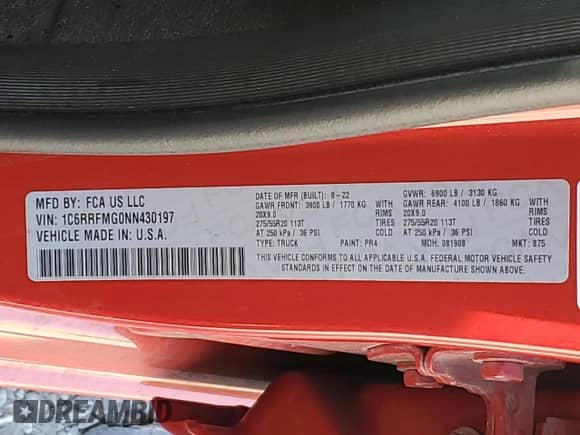 MFD BY: FCA US LLC
VIN: 1C6RRFMG0NN430197
VEHICLE MADE IN: U.S.A.
DATE OF MFR (BUILT): 8-22 GVWR: 6900 LB / 3130 KG
GAWR FRONT: 3900 LB / 1770 KG WITH GAWR REAR: 4100 LB / 1860 KG WITH
20X9.0 RIMS 20X9.0 RIMS
275/55R20 113T TIRES 275/55R20 113T TIRES
AT 250 kPa / 36 PSI COLD AT 250 kPa / 36 PSI COLD
TYPE: TRUCK PAINT: PR4 MDH: 081908 MKT: 875
THIS VEHICLE CONFORMS TO ALL APPLICABLE U.S.A. FEDERAL MOTOR VEHICLE SAFETY
STANDARDS IN EFFECT ON THE DATE OF MANUFACTURE SHOWN ABOVE.
DREAMBID